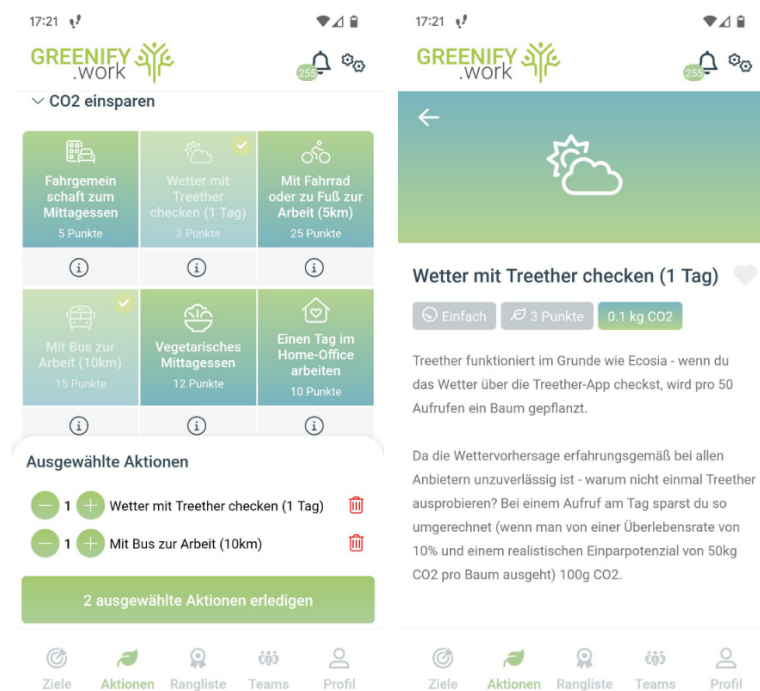 17:21
GREENIFY
.work
255
CO2 einsparen
Fahrgemein
schaft zum
Mittagessen
5 Punkte
Wetter mit
Treether
checken (1 Tag)
3 Punkte
Mit Fahrrad
oder zu Fuß zur
Arbeit (5km)
25 Punkte
Mit Bus zur
Arbeit (10km)
15 Punkte
Vegetarisches
Mittagessen
12 Punkte
Einen Tag im
Home-Office
arbeiten
10 Punkte
Ausgewählte Aktionen
1 Wetter mit Treether checken (1 Tag)
1 Mit Bus zur Arbeit (10km)
2 ausgewählte Aktionen erledigen
Ziele Aktionen Rangliste Teams Profil
17:21
GREENIFY
.work
255
Wetter mit Treether checken (1 Tag)
Einfach 3 Punkte 0.1 kg CO2
Treether funktioniert im Grunde wie Ecosia - wenn du
das Wetter über die Treether-App checkst, wird pro 50
Aufrufen ein Baum gepflanzt.
Da die Wettervorhersage erfahrungsgemäß bei allen
Anbietern unzuverlässig ist - warum nicht einmal Treether
ausprobieren? Bei einem Aufruf am Tag sparst du so
umgerechnet (wenn man von einer Überlebensrate von
10% und einem realistischen Einparpotenzial von 50kg
CO2 pro Baum ausgeht) 100g CO2.
Ziele Aktionen Rangliste Teams Profil